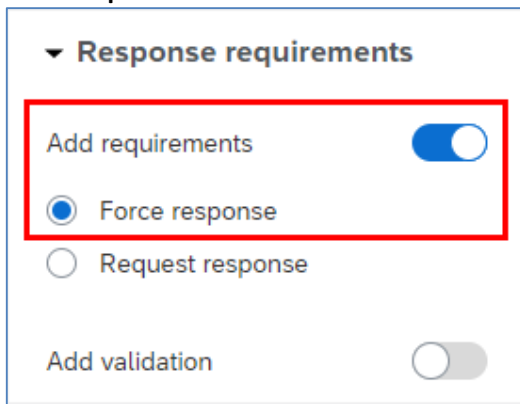 Response requirements
Add requirements
Force response
Request response
Add validation